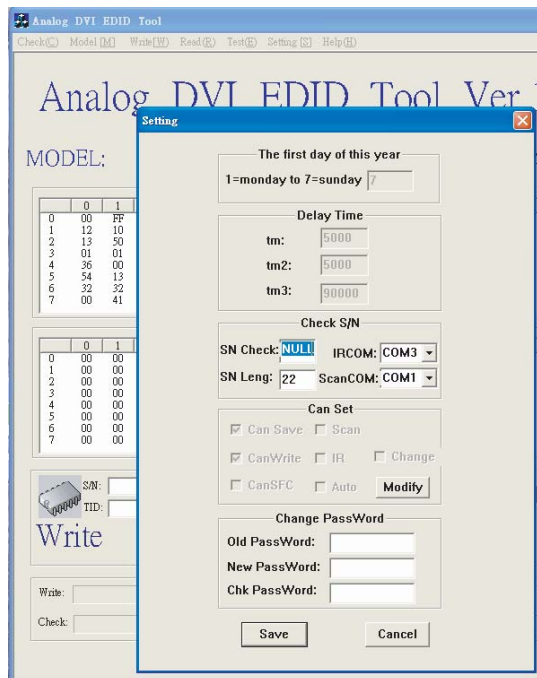 Analog DVI EDID Tool
Check(C) Model [M] Write[W) Read(R) Test(E) Setting [S] Help(H)
Analog DVI EDID Tool Ver
MODEL:
0 1
0 00 FF
1 12 10
2 13 50
3 01 01
4 36 00
5 54 13
6 32 32
7 00 41
0 1
0 00 00
1 00 00
2 00 00
3 00 00
4 00 00
5 00 00
6 00 00
7 00 00
S/N:
TID:
Write
Write:
Check:
Setting
The first day of this year
1=monday to 7=sunday 7
Delay Time
tm: 5000
tm2: 5000
tm3: 90000
Check S/N
SN Check: NULL IRCOM: COM3
SN Leng: 22 ScanCOM: COM1
Can Set
Can Save Scan
CanWrite IR Change
CanSFC Auto Modify
Change PassWord
Old PassWord:
New PassWord:
Chk PassWord:
Save Cancel